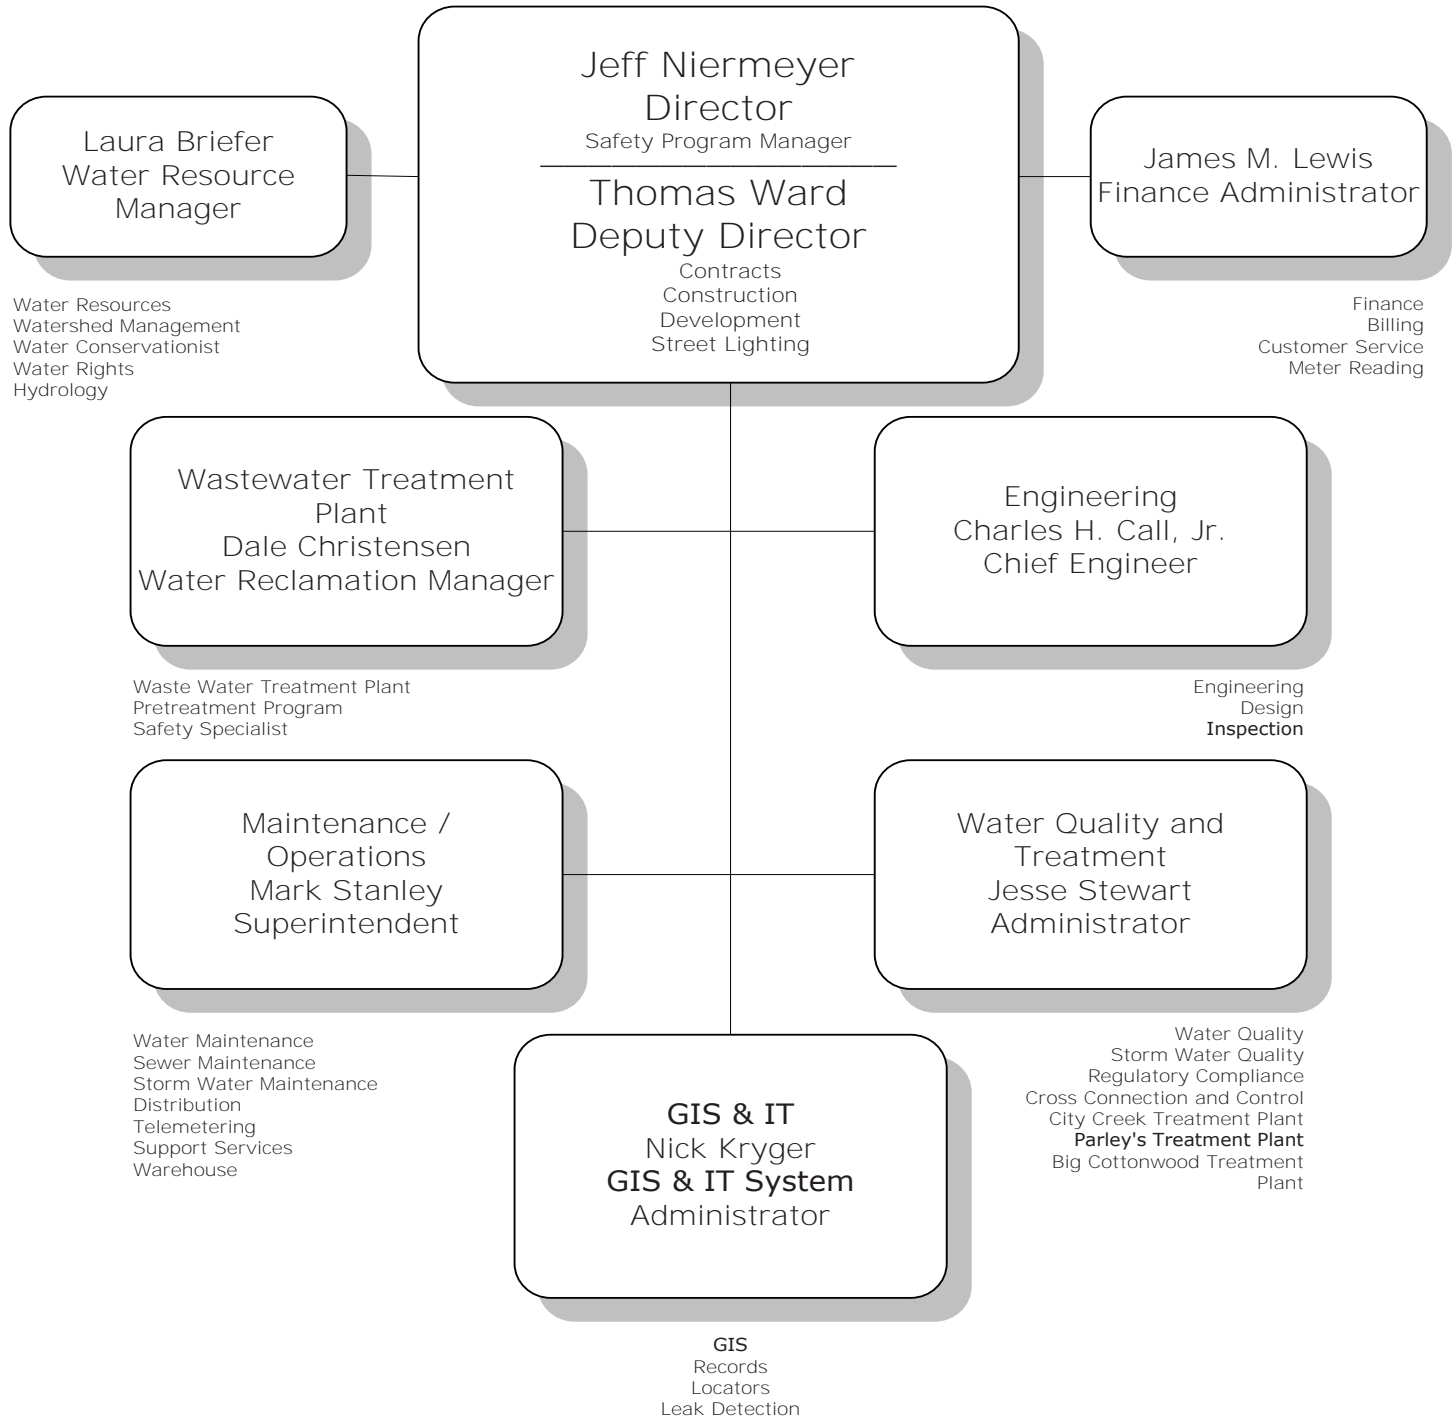 Jeff Niermeyer
Director
Safety Program Manager
Thomas Ward
Deputy Director
Contracts
Construction
Development
Street Lighting
Laura Briefer
Water Resource
Manager
Water Resources
Watershed Management
Water Conservationist
Water Rights
Hydrology
James M. Lewis
Finance Administrator
Finance
Billing
Customer Service
Meter Reading
Wastewater Treatment
Plant
Dale Christensen
Water Reclamation Manager
Waste Water Treatment Plant
Pretreatment Program
Safety Specialist
Engineering
Charles H. Call, Jr.
Chief Engineer
Engineering
Design
Inspection
Maintenance /
Operations
Mark Stanley
Superintendent
Water Maintenance
Sewer Maintenance
Storm Water Maintenance
Distribution
Telemetering
Support Services
Warehouse
Water Quality and
Treatment
Jesse Stewart
Administrator
Water Quality
Storm Water Quality
Regulatory Compliance
Cross Connection and Control
City Creek Treatment Plant
Parley's Treatment Plant
Big Cottonwood Treatment
Plant
GIS & IT
Nick Kryger
GIS & IT System
Administrator
GIS
Records
Locators
Leak Detection